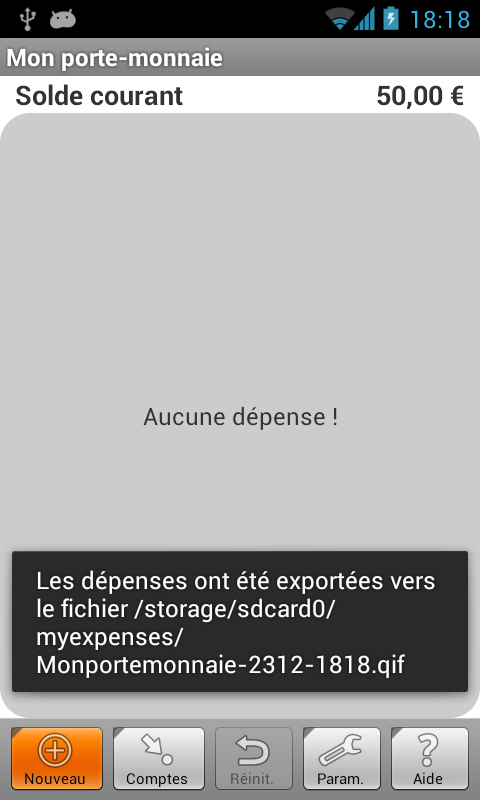 18:18
Mon porte-monnaie
Solde courant 50,00 €
Aucune dépense !
Les dépenses ont été exportées vers
le fichier /storage/sdcard0/
myexpenses/
Monportemonnaie-2312-1818.qif
Nouveau Comptes Réinit. Param. Aide